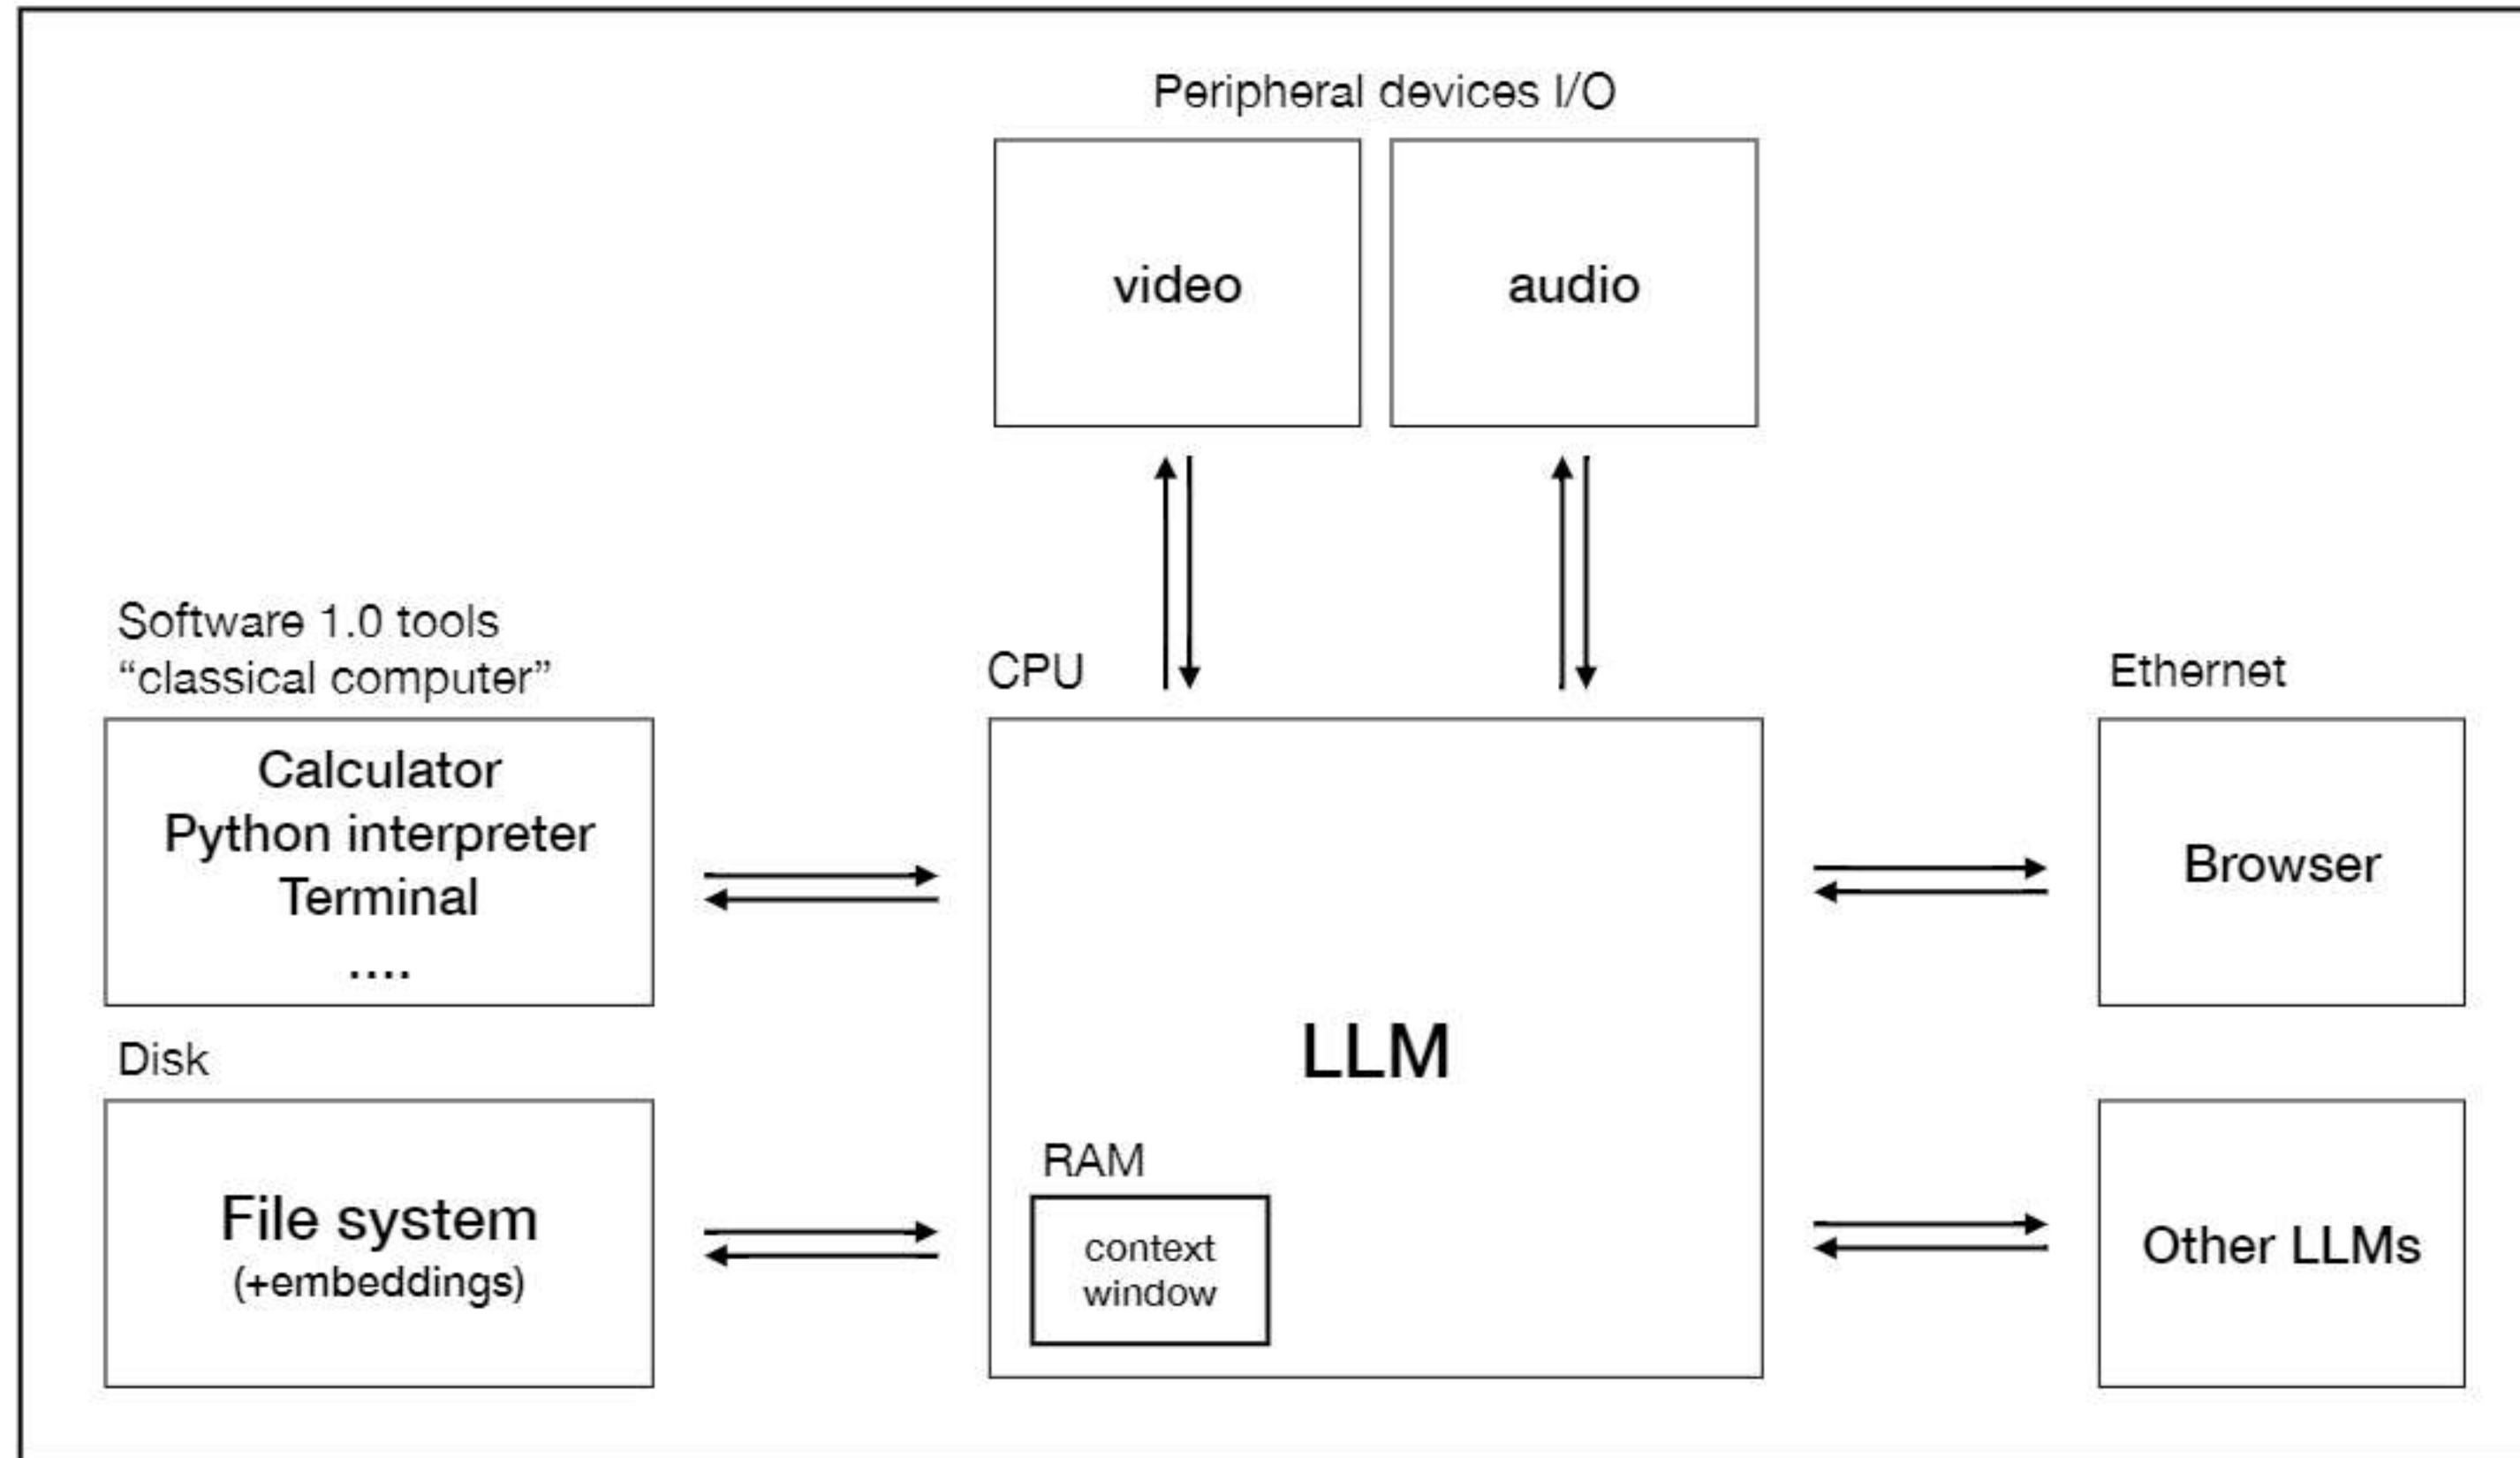 Peripheral devices I/O
video
audio
Software 1.0 tools
“classical computer”
Calculator
Python interpreter
Terminal
....
Disk
File system
(+embeddings)
CPU
LLM
RAM
context
window
Ethernet
Browser
Other LLMs